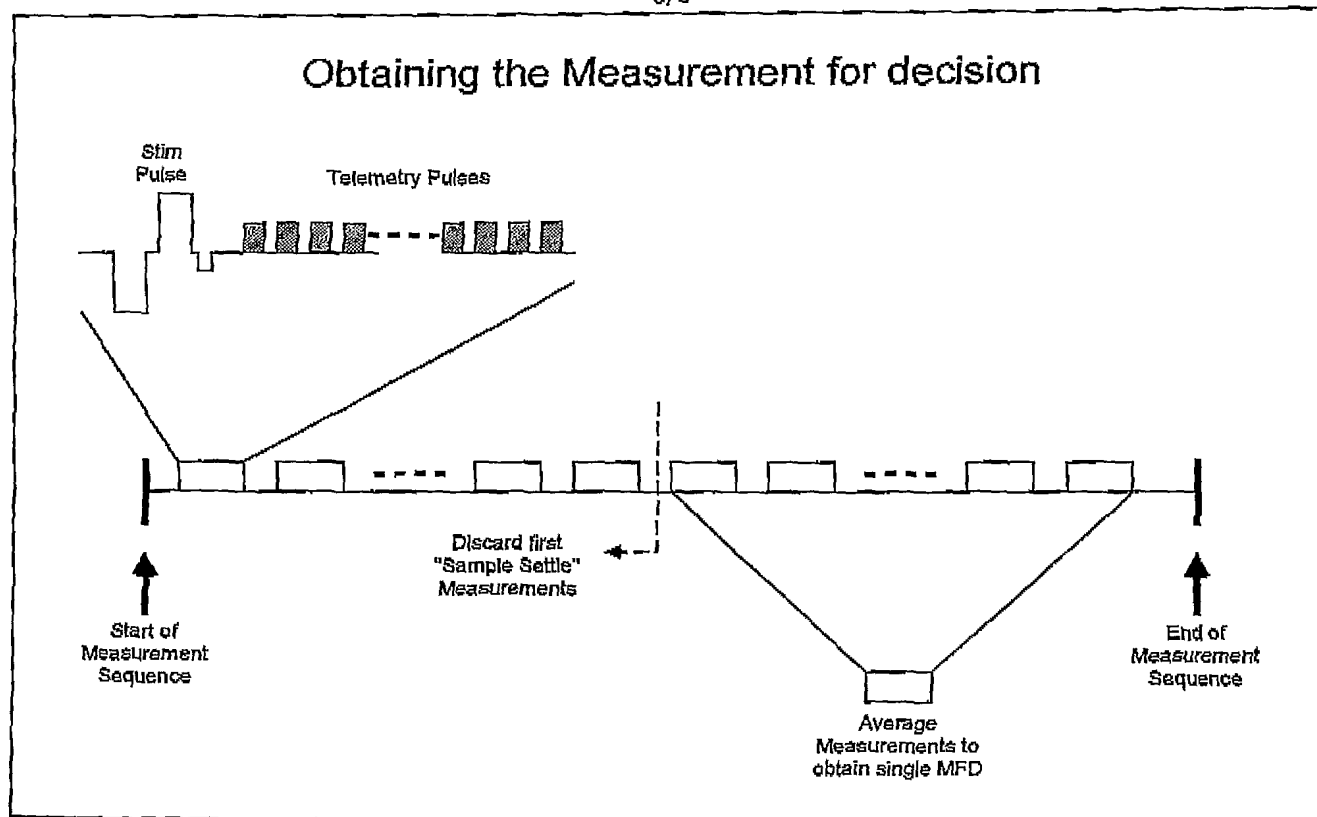 Obtaining the Measurement for decision
Stim
Pulse
Telemetry Pulses
Discard first
"Sample Settle"
Measurements
Start of
Measurement
Sequence
End of
Measurement
Sequence
Average
Measurements to
obtain single MFD